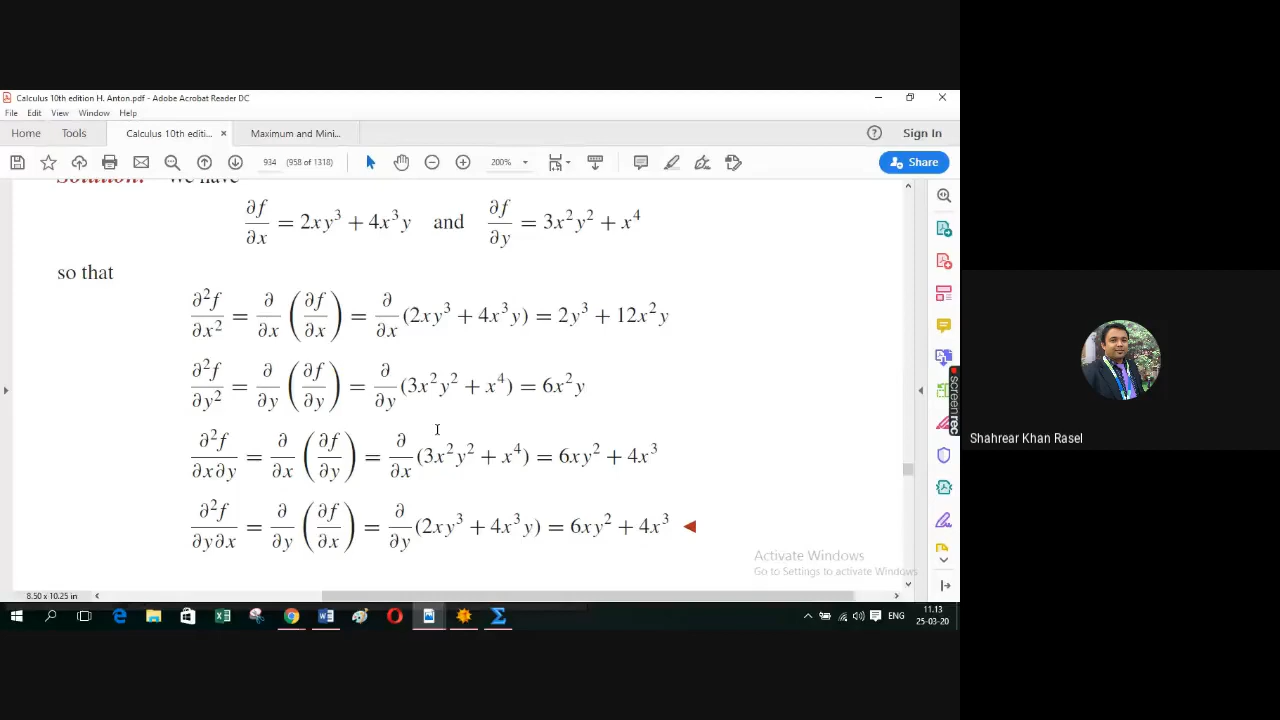 Calculus 10th edition H. Anton.pdf - Adobe Acrobat Reader DC
File Edit View Window Help
Home Tools Calculus 10th editi... × Maximum and Mini... Sign In
934 (958 of 1318) 200% Share
Solution. We have
∂f/∂x = 2xy³ + 4x³y and ∂f/∂y = 3x²y² + x⁴
so that
∂²f/∂x² = ∂/∂x (∂f/∂x) = ∂/∂x (2xy³ + 4x³y) = 2y³ + 12x²y
∂²f/∂y² = ∂/∂y (∂f/∂y) = ∂/∂y (3x²y² + x⁴) = 6x²y
∂²f/∂x∂y = ∂/∂x (∂f/∂y) = ∂/∂x (3x²y² + x⁴) = 6xy² + 4x³
∂²f/∂y∂x = ∂/∂y (∂f/∂x) = ∂/∂y (2xy³ + 4x³y) = 6xy² + 4x³ ◄
Activate Windows
Go to Settings to activate Windows
8.50 x 10.25 in
ENG 11.13
25-03-20
screenrec
Shahrear Khan Rasel